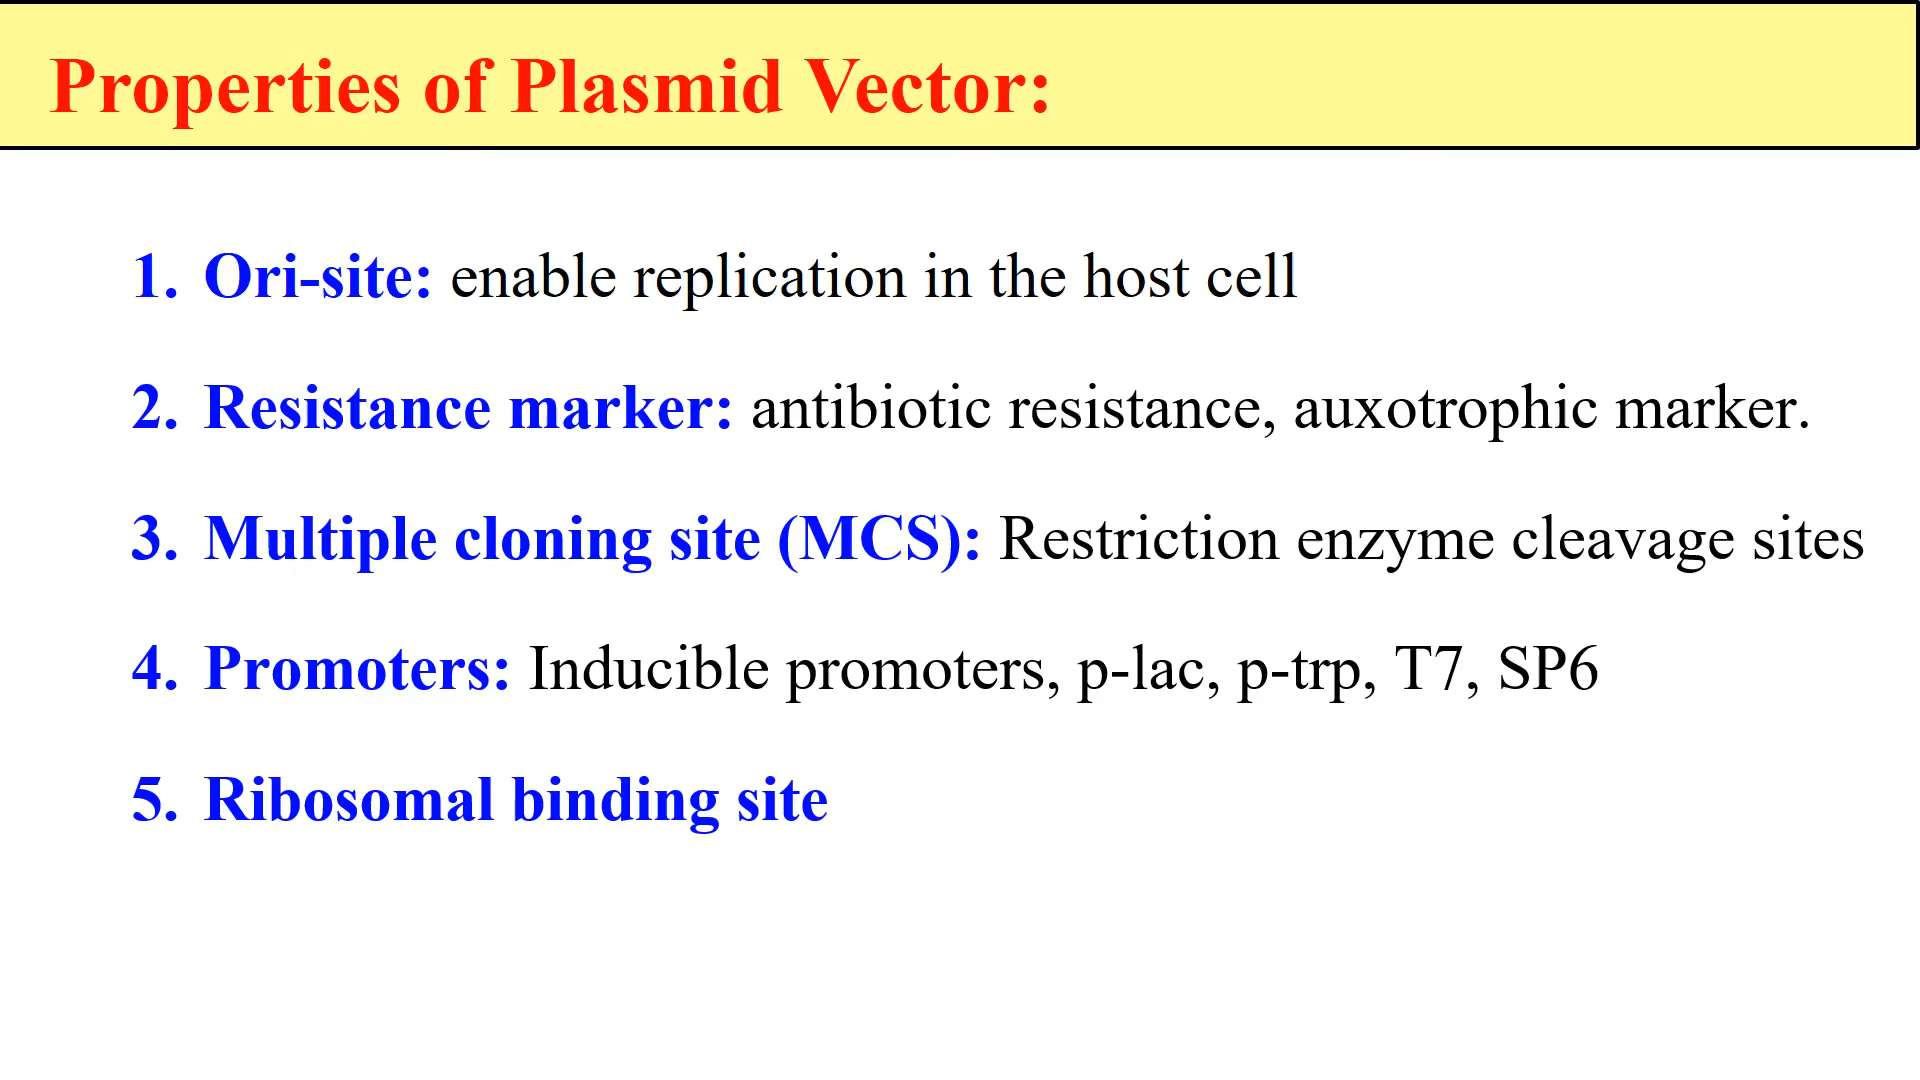 Properties of Plasmid Vector:
1. Ori-site: enable replication in the host cell
2. Resistance marker: antibiotic resistance, auxotrophic marker.
3. Multiple cloning site (MCS): Restriction enzyme cleavage sites
4. Promoters: Inducible promoters, p-lac, p-trp, T7, SP6
5. Ribosomal binding site